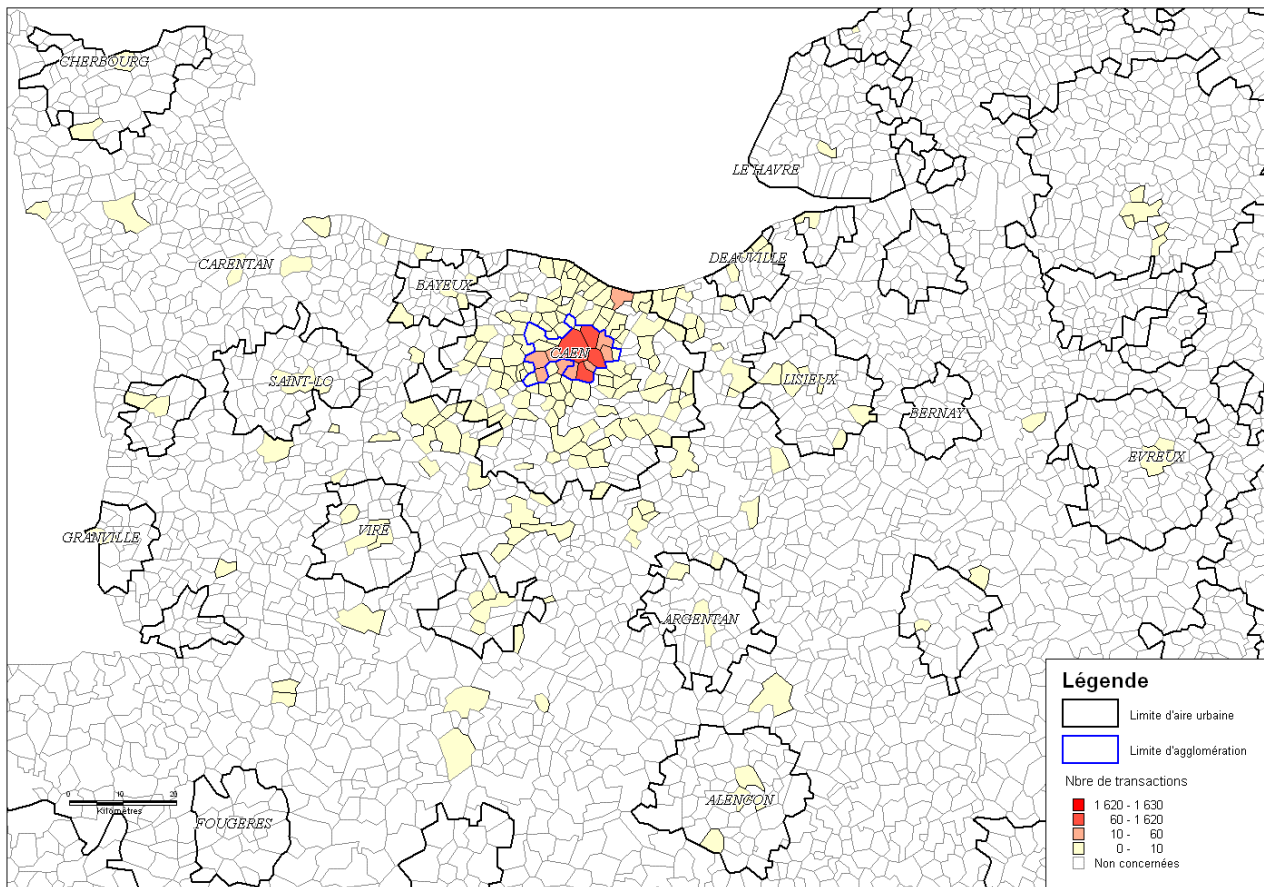 CHERBOURG
LE HAVRE
CARENTAN
DEAUVILLE
BAYEUX
CAEN
SAINT-LO
LISIEUX
BERNAY
EVREUX
GRANVILLE
VIRE
ARGENTAN
ALENÇON
FOUGERES
0 10 20
Kilomètres
Légende
Limite d'aire urbaine
Limite d'agglomération
Nbre de transactions
1 620 - 1 630
60 - 1 620
10 - 60
0 - 10
Non concernées